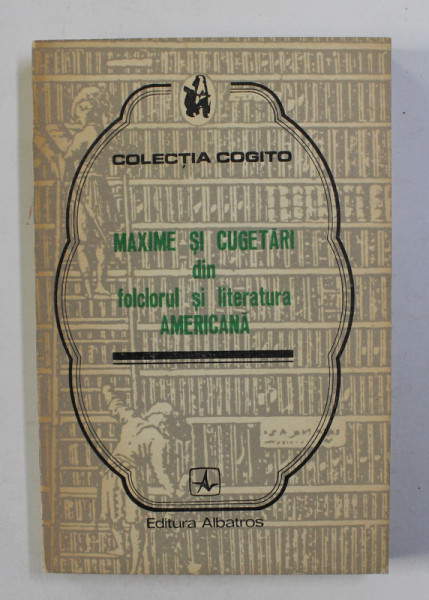 COLECȚIA COGITO
MAXIME ȘI CUGETĂRI
din
folclorul și literatura
AMERICANĂ
Editura Albatros